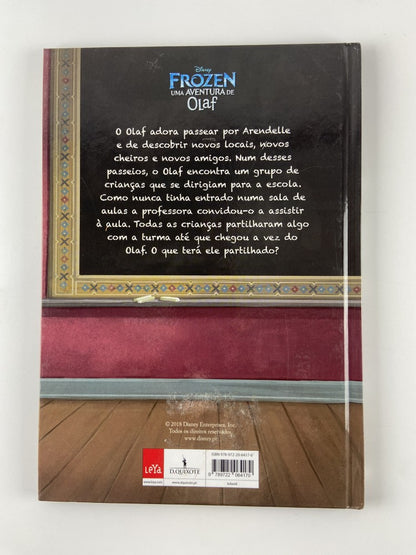 Disney
FROZEN
UMA AVENTURA DE
Olaf
O Olaf adora passear por Arendelle
e de descobrir novos locais, novos
cheiros e novos amigos. Num desses
passeios, o Olaf encontra um grupo de
crianças que se dirigiam para a escola.
Como nunca tinha entrado numa sala de
aulas a professora convidou-o a assistir
à aula. Todas as crianças partilharam algo
com a turma até que chegou a vez do
Olaf. O que terá ele partilhado?
© 2018 Disney Enterprises, Inc.
Todos os direitos reservados.
www.disney.pt
LEYA
D.QUIXOTE